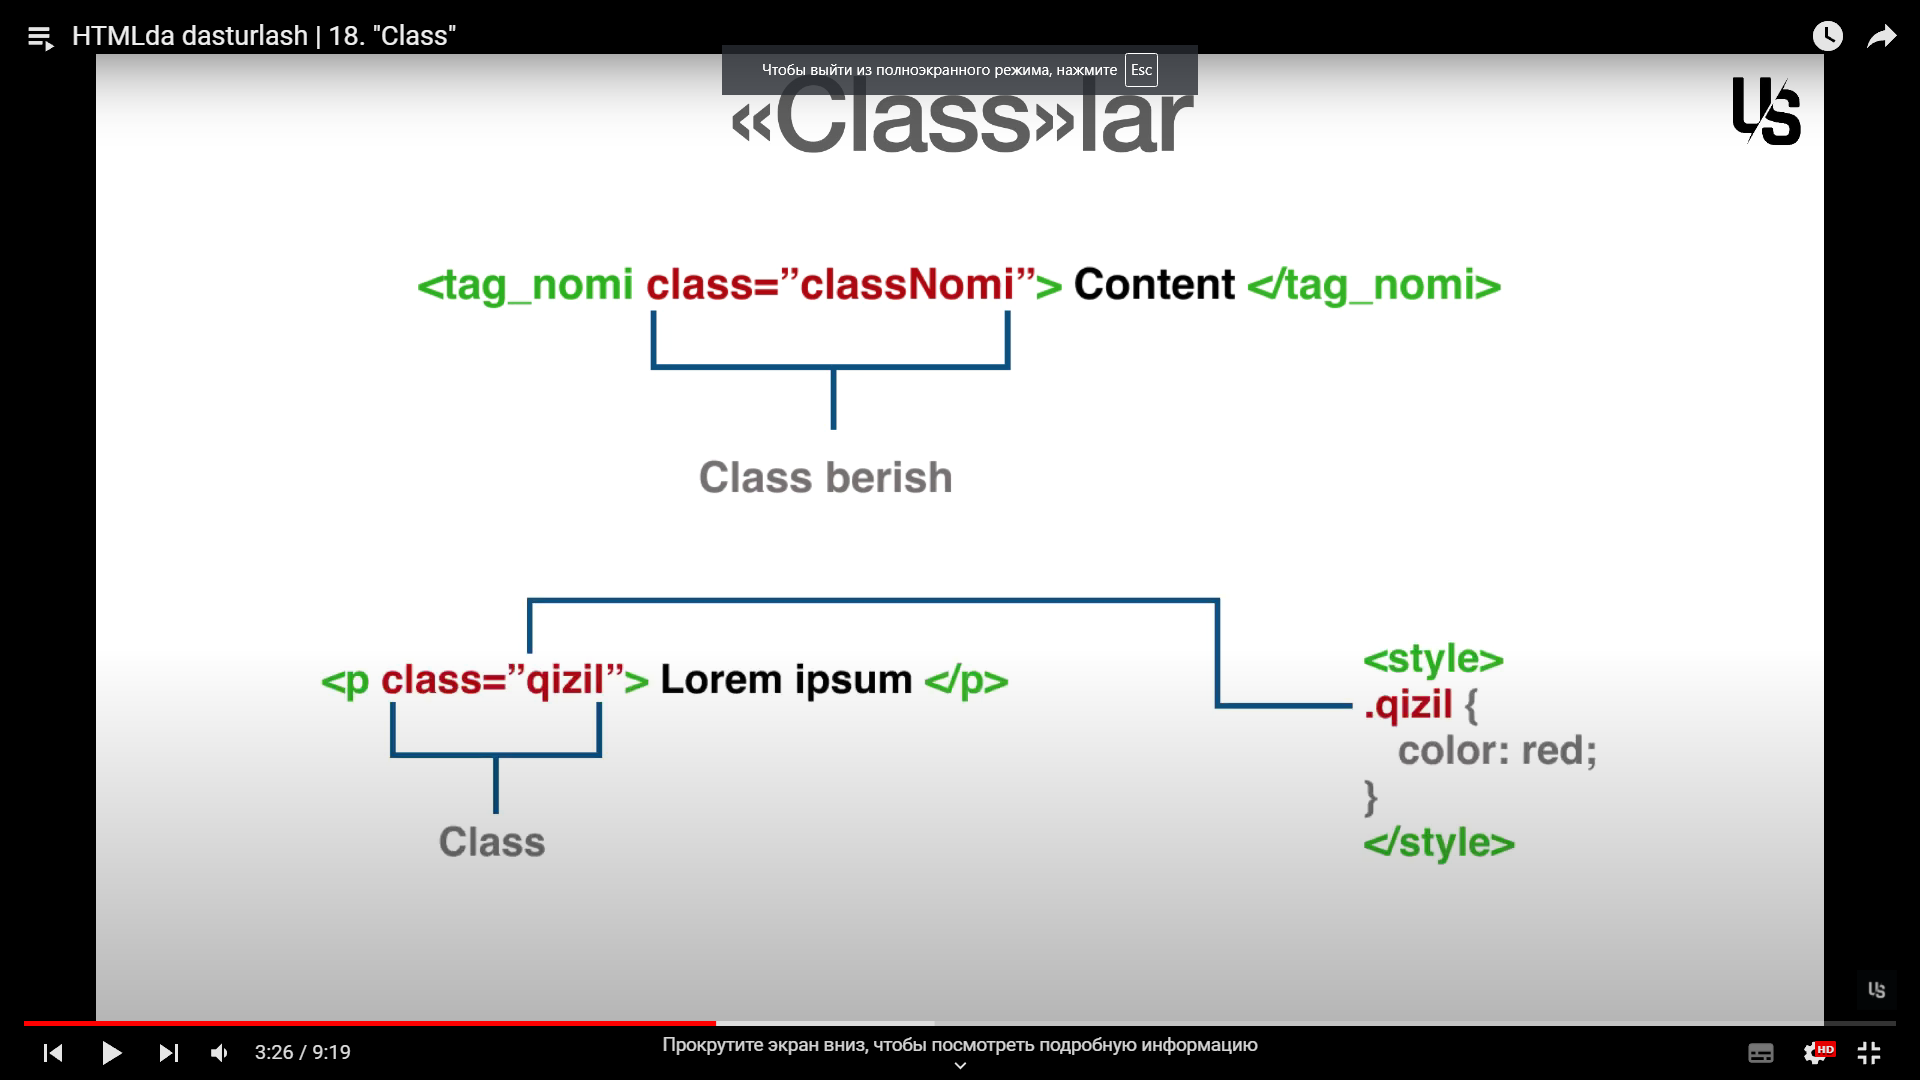 HTMLda dasturlash | 18. "Class"
Чтобы выйти из полноэкранного режима, нажмите Esc
«Class»lar
US
<tag_nomi class=”classNomi”> Content </tag_nomi>
Class berish
<p class=”qizil”> Lorem ipsum </p>
Class
<style>
.qizil {
color: red;
}
</style>
US
3:26 / 9:19
Прокрутите экран вниз, чтобы посмотреть подробную информацию
HD